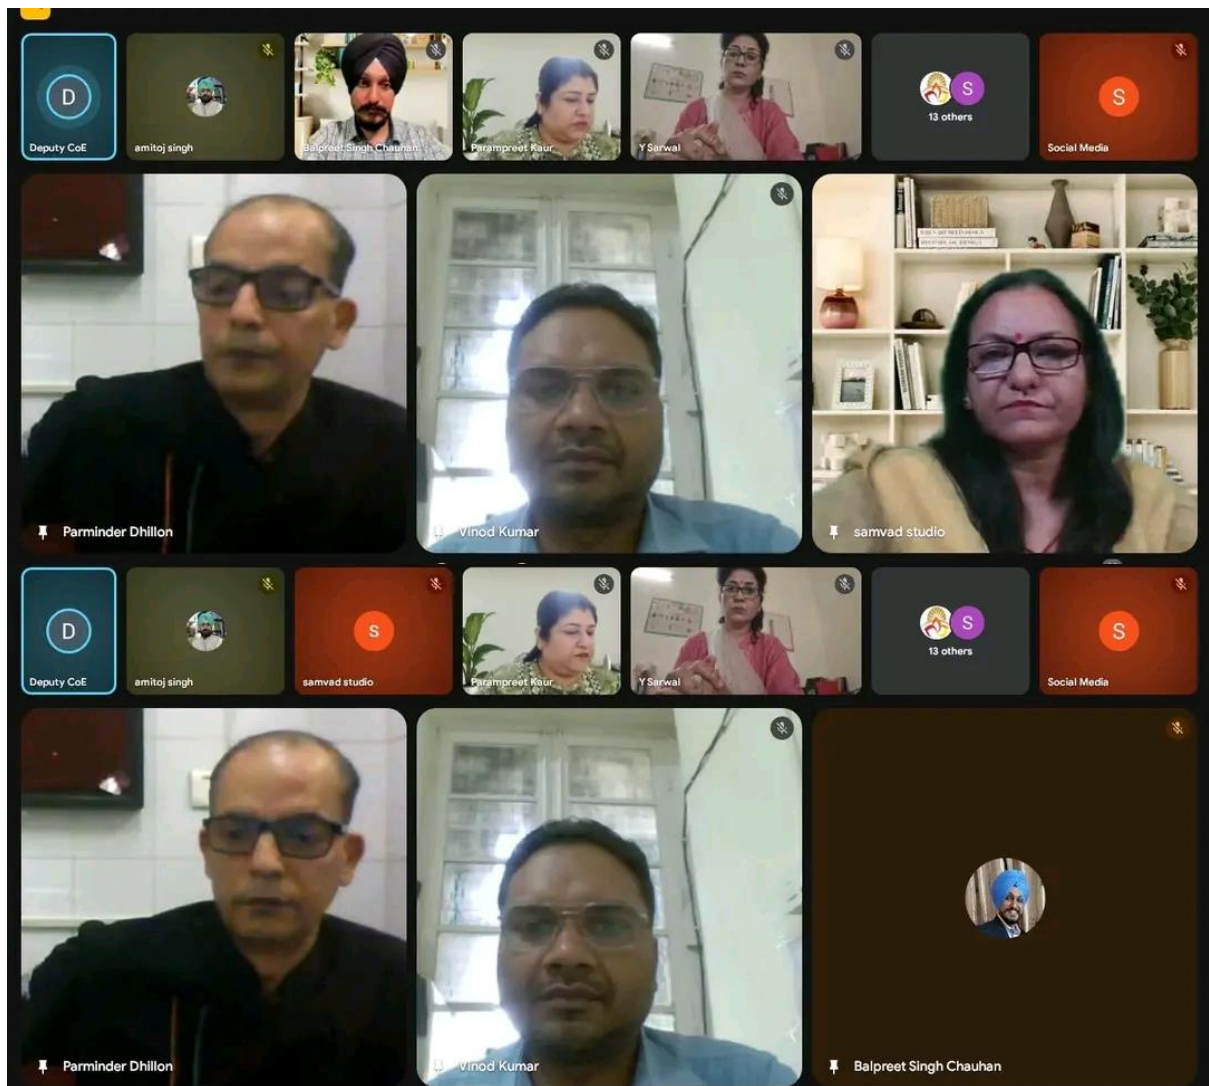 D
Deputy CoE
amitoj singh
Balpreet Singh Chauhan
Parampreet Kaur
Y Sarwal
S
13 others
S
Social Media
Parminder Dhillon
Vinod Kumar
samvad studio
D
Deputy CoE
amitoj singh
S
samvad studio
Parampreet Kaur
Y Sarwal
S
13 others
S
Social Media
Parminder Dhillon
Vinod Kumar
Balpreet Singh Chauhan